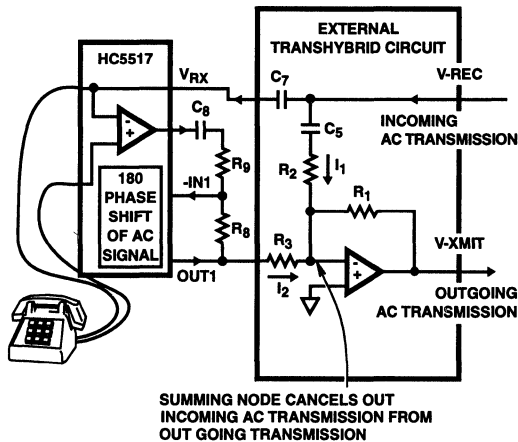 EXTERNAL
TRANSHYBRID CIRCUIT
HC5517
VRX
C7
V-REC
C8
C5
INCOMING
AC TRANSMISSION
R9
R2
I1
180
PHASE
SHIFT
OF AC
SIGNAL
-IN1
R1
R8
R3
V-XMIT
OUT1
I2
OUTGOING
AC TRANSMISSION
SUMMING NODE CANCELS OUT
INCOMING AC TRANSMISSION FROM
OUT GOING TRANSMISSION